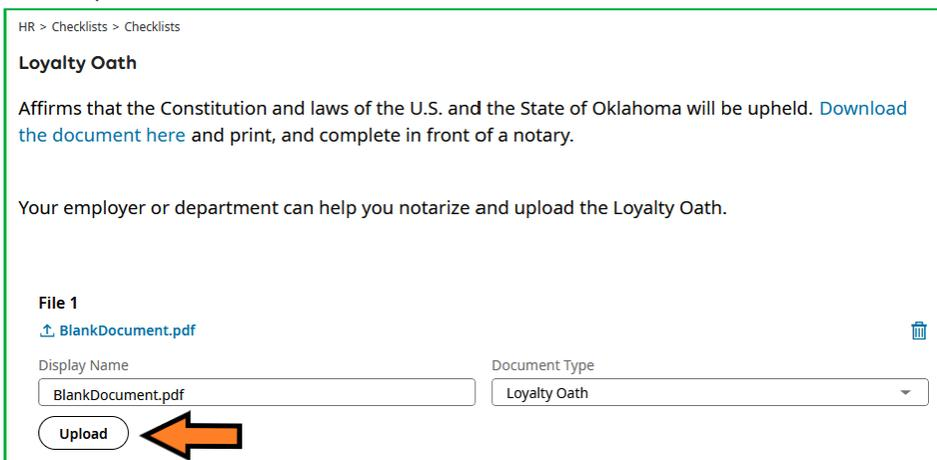 HR > Checklists > Checklists
Loyalty Oath
Affirms that the Constitution and laws of the U.S. and the State of Oklahoma will be upheld. Download
the document here and print, and complete in front of a notary.
Your employer or department can help you notarize and upload the Loyalty Oath.
File 1
BlankDocument.pdf
Display Name Document Type
BlankDocument.pdf Loyalty Oath
Upload